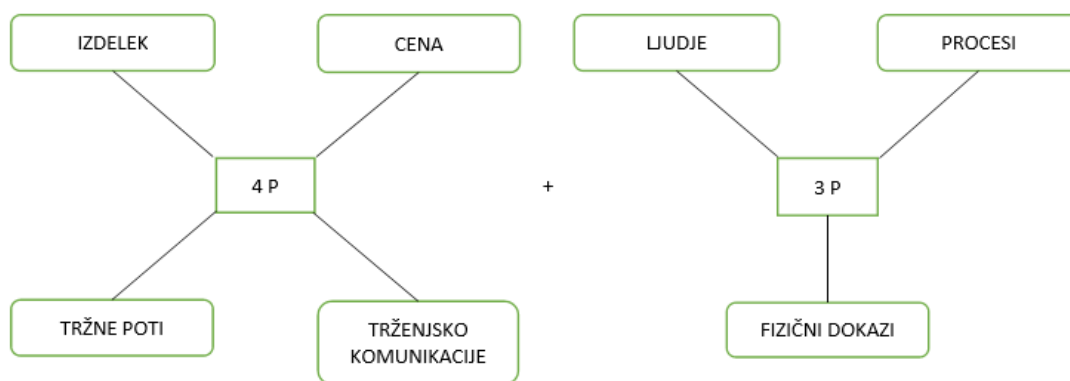 IZDELEK
CENA
LJUDJE
PROCESI
4 P
+
3 P
TRŽNE POTI
TRŽENJSKO
KOMUNIKACIJE
FIZIČNI DOKAZI